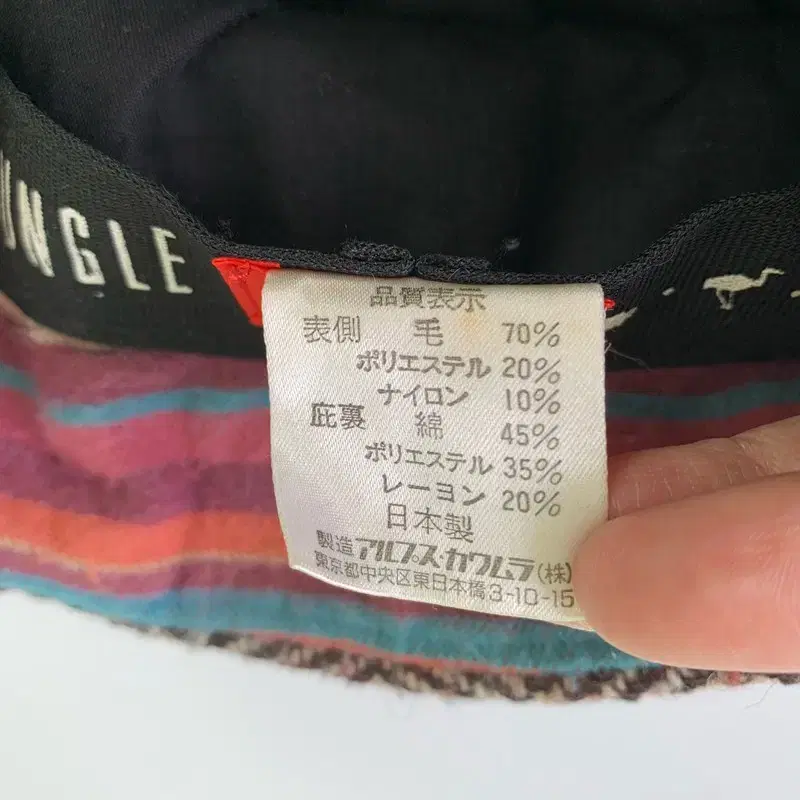 UNGLE
品質表示
表側 毛 70%
ポリエステル 20%
ナイロン 10%
庇裏 綿 45%
ポリエステル 35%
レーヨン 20%
日本製
製造 アルプス・カワムラ(株)
東京都中央区東日本橋3-10-15